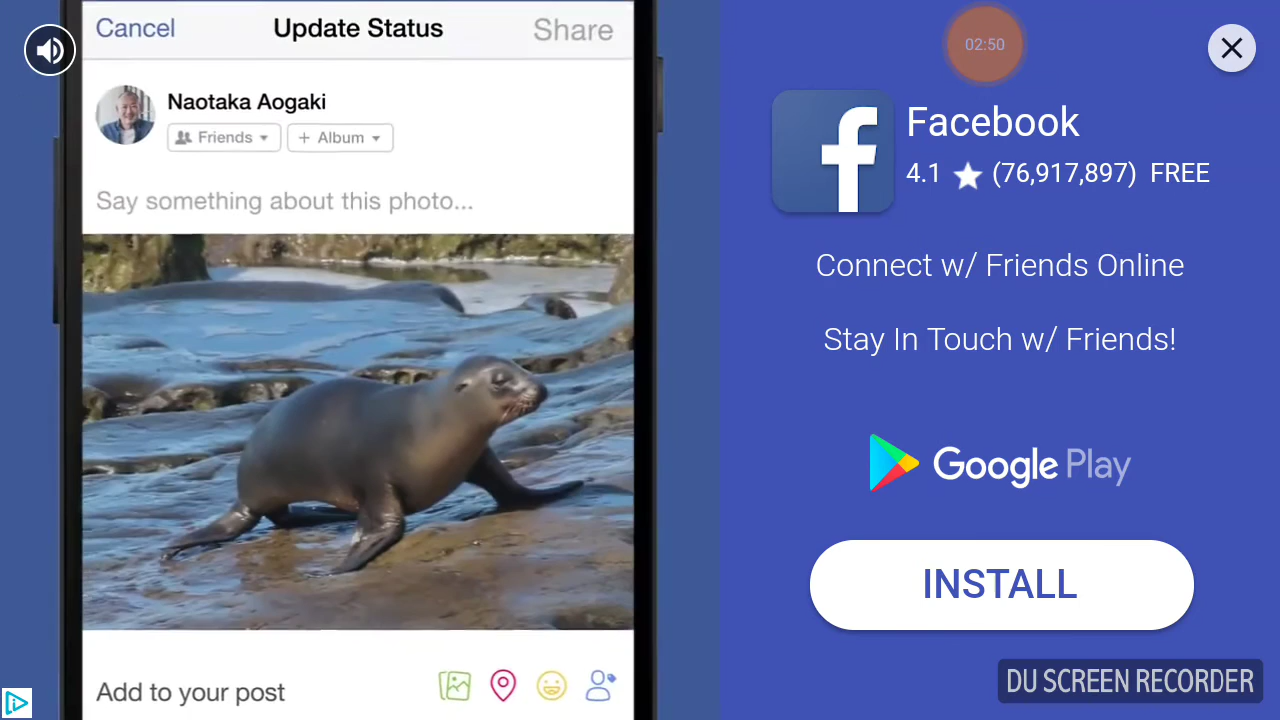 Cancel Update Status Share
Naotaka Aogaki
Friends + Album
Say something about this photo...
Add to your post
02:50
Facebook
4.1 (76,917,897) FREE
Connect w/ Friends Online
Stay In Touch w/ Friends!
Google Play
INSTALL
DU SCREEN RECORDER